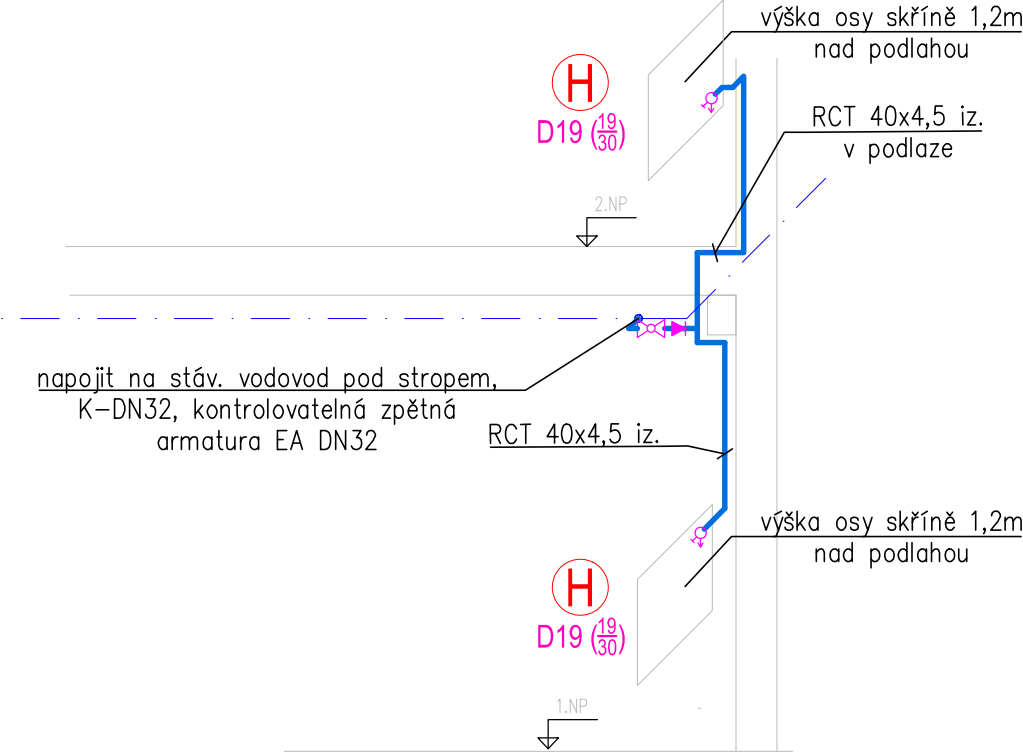 výška osy skříně 1,2m
nad podlahou
H
D19 (19/30)
RCT 40x4,5 iz.
v podlaze
2.NP
napojit na stáv. vodovod pod stropem,
K-DN32, kontrolovatelná zpětná
armatura EA DN32
RCT 40x4,5 iz.
výška osy skříně 1,2m
nad podlahou
H
D19 (19/30)
1.NP